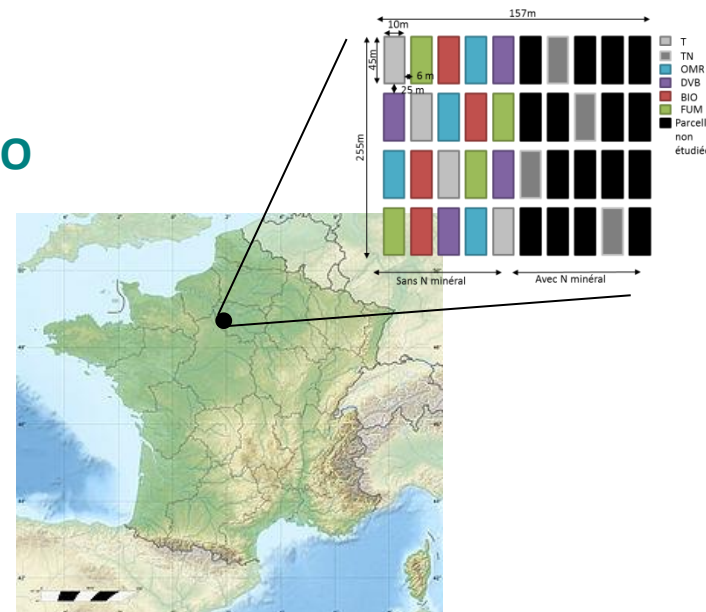 157m
10m
45m
6 m
25 m
255m
T
TN
OMR
DVB
BIO
FUM
Parcell
non
étudié
Sans N minéral
Avec N minéral
O